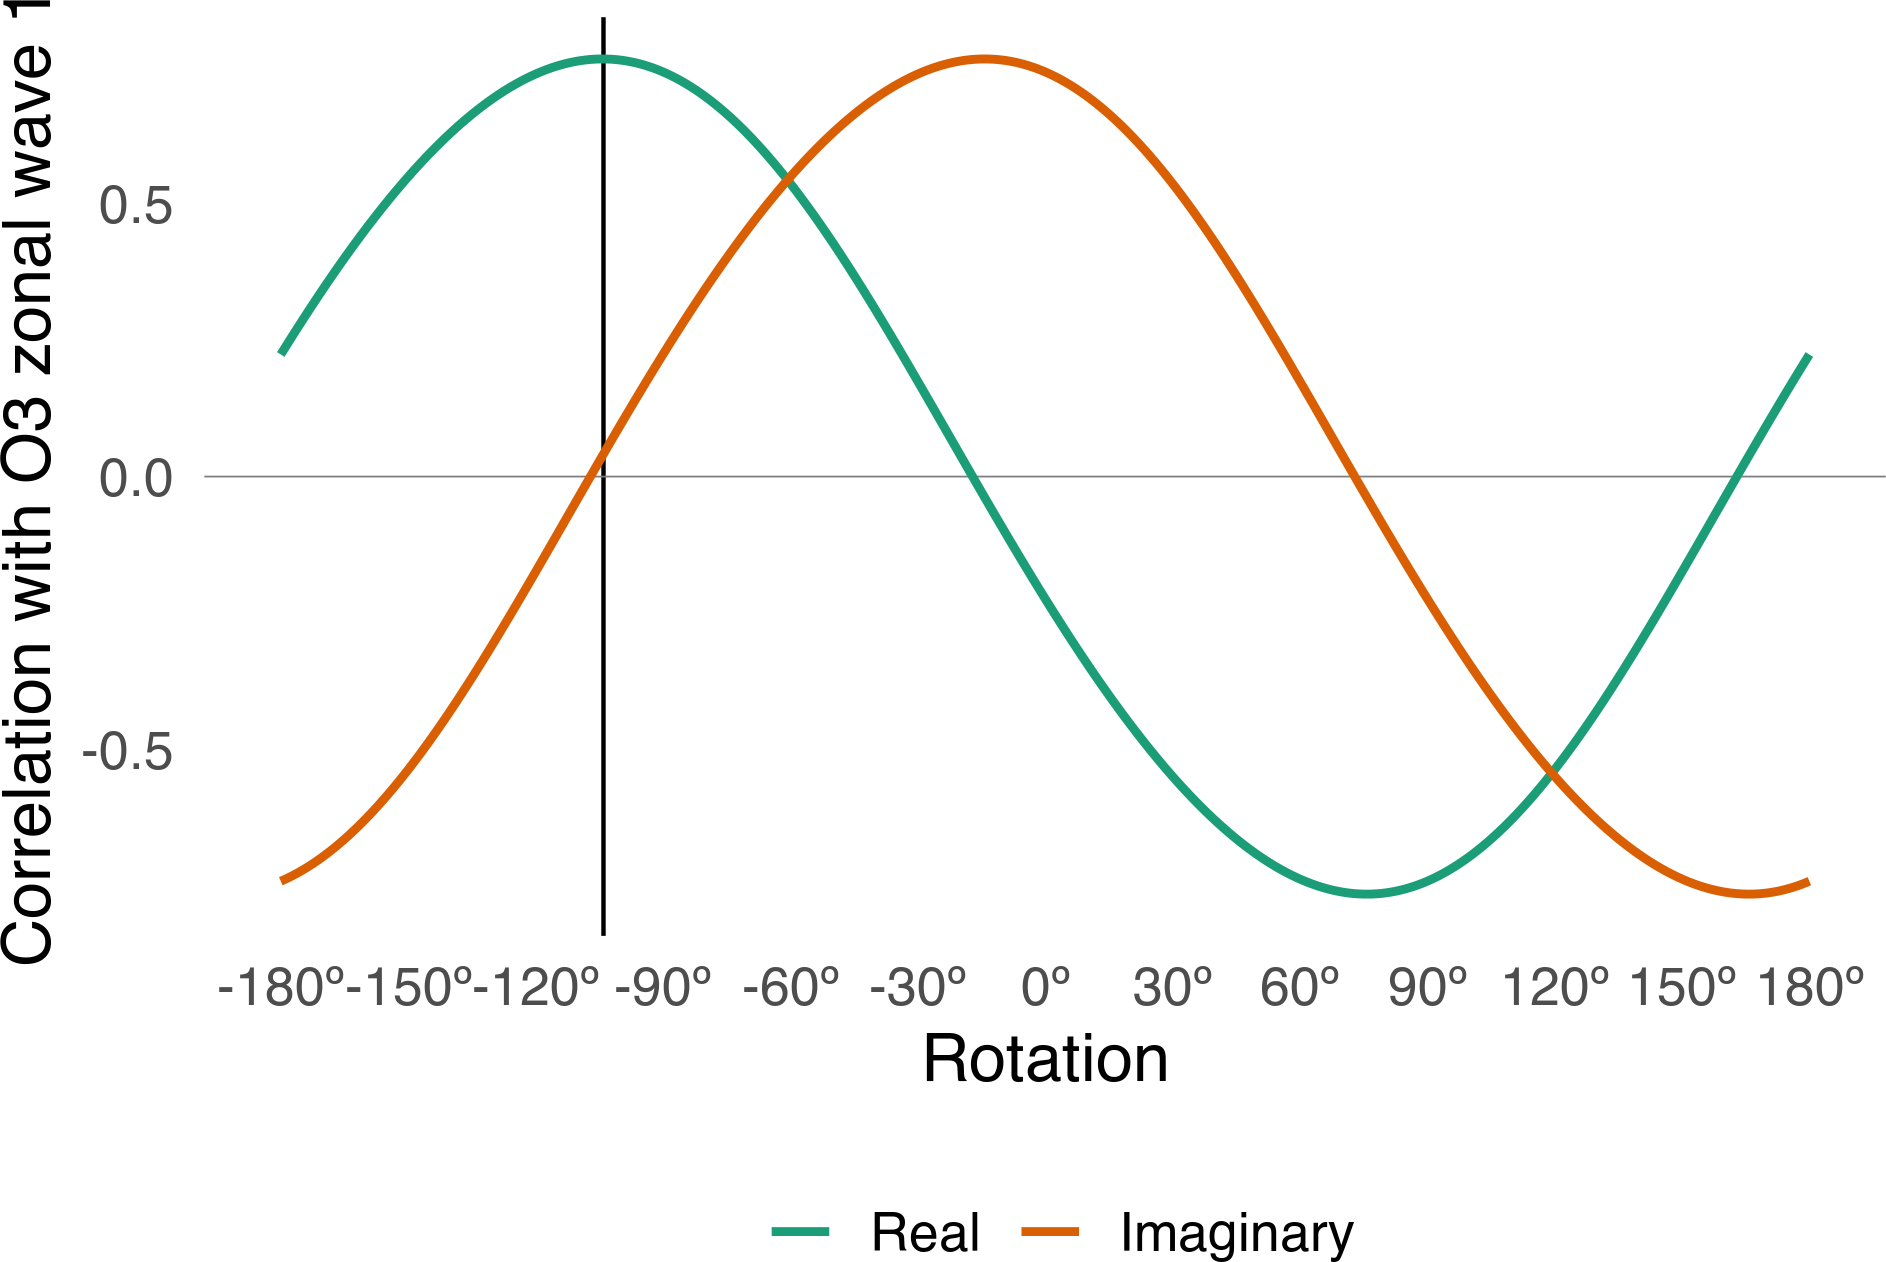 Correlation with O3 zonal wave 1
0.5
0.0
-0.5
-180º -150º -120º -90º -60º -30º 0º 30º 60º 90º 120º 150º 180º
Rotation
Real Imaginary